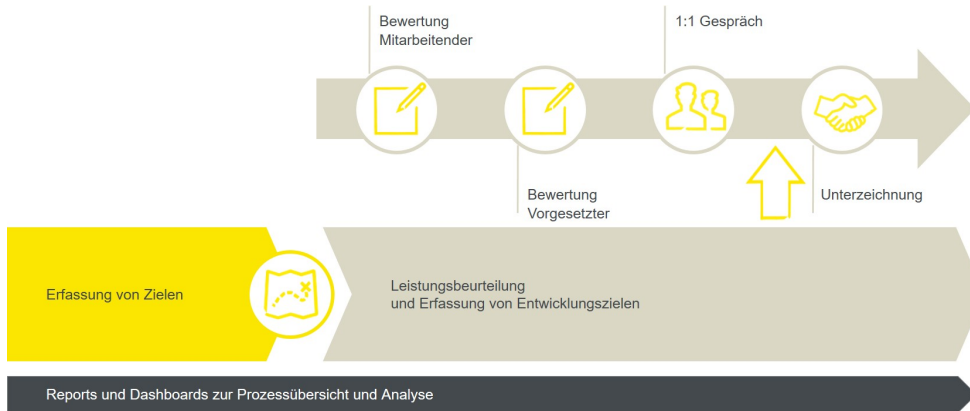 Bewertung
Mitarbeitender
1:1 Gespräch
Bewertung
Vorgesetzter
Unterzeichnung
Erfassung von Zielen
Leistungsbeurteilung
und Erfassung von Entwicklungszielen
Reports und Dashboards zur Prozessübersicht und Analyse